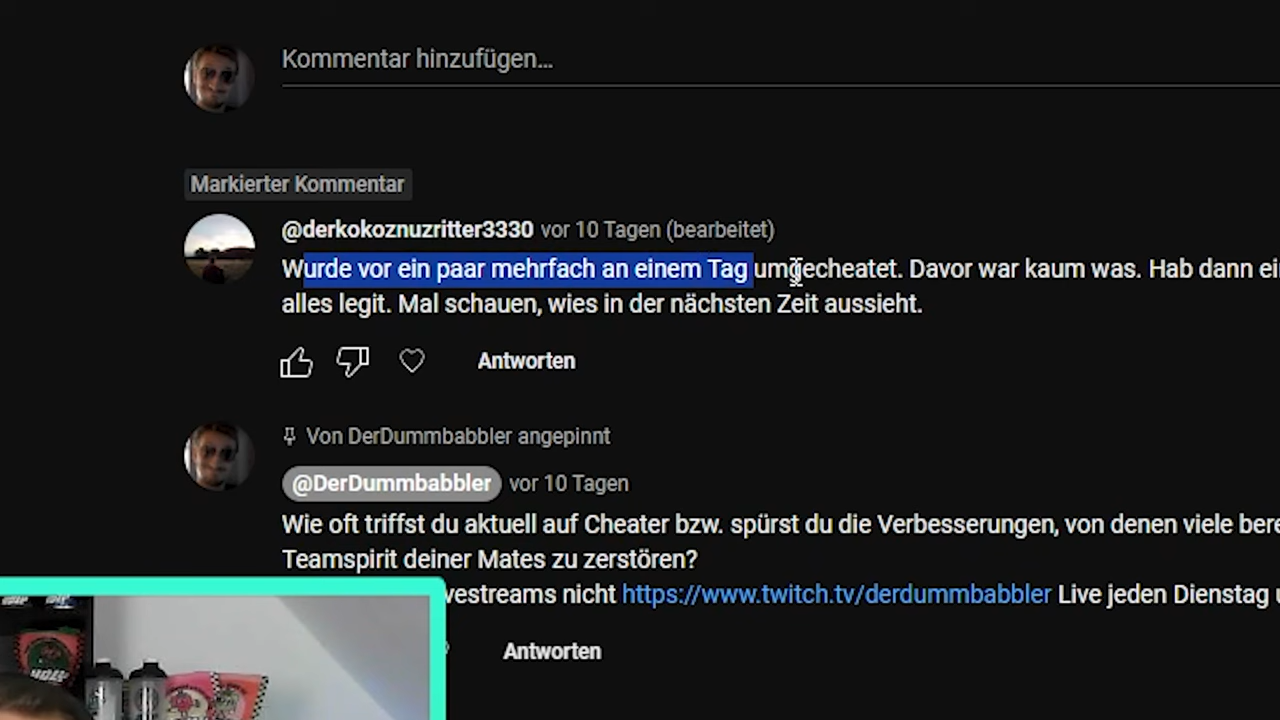 Kommentar hinzufügen...
Markierter Kommentar
@derkokoznuzritter3330 vor 10 Tagen (bearbeitet)
Wurde vor ein paar mehrfach an einem Tag umgecheatet. Davor war kaum was. Hab dann
alles legit. Mal schauen, wies in der nächsten Zeit aussieht.
Antworten
Von DerDummbabbler angepinnt
@DerDummbabbler vor 10 Tagen
Wie oft triffst du aktuell auf Cheater bzw. spürst du die Verbesserungen, von denen viele
Teamspirit deiner Mates zu zerstören?
nicht https://www.twitch.tv/derdummbabbler Live jeden Dienstag
Antworten